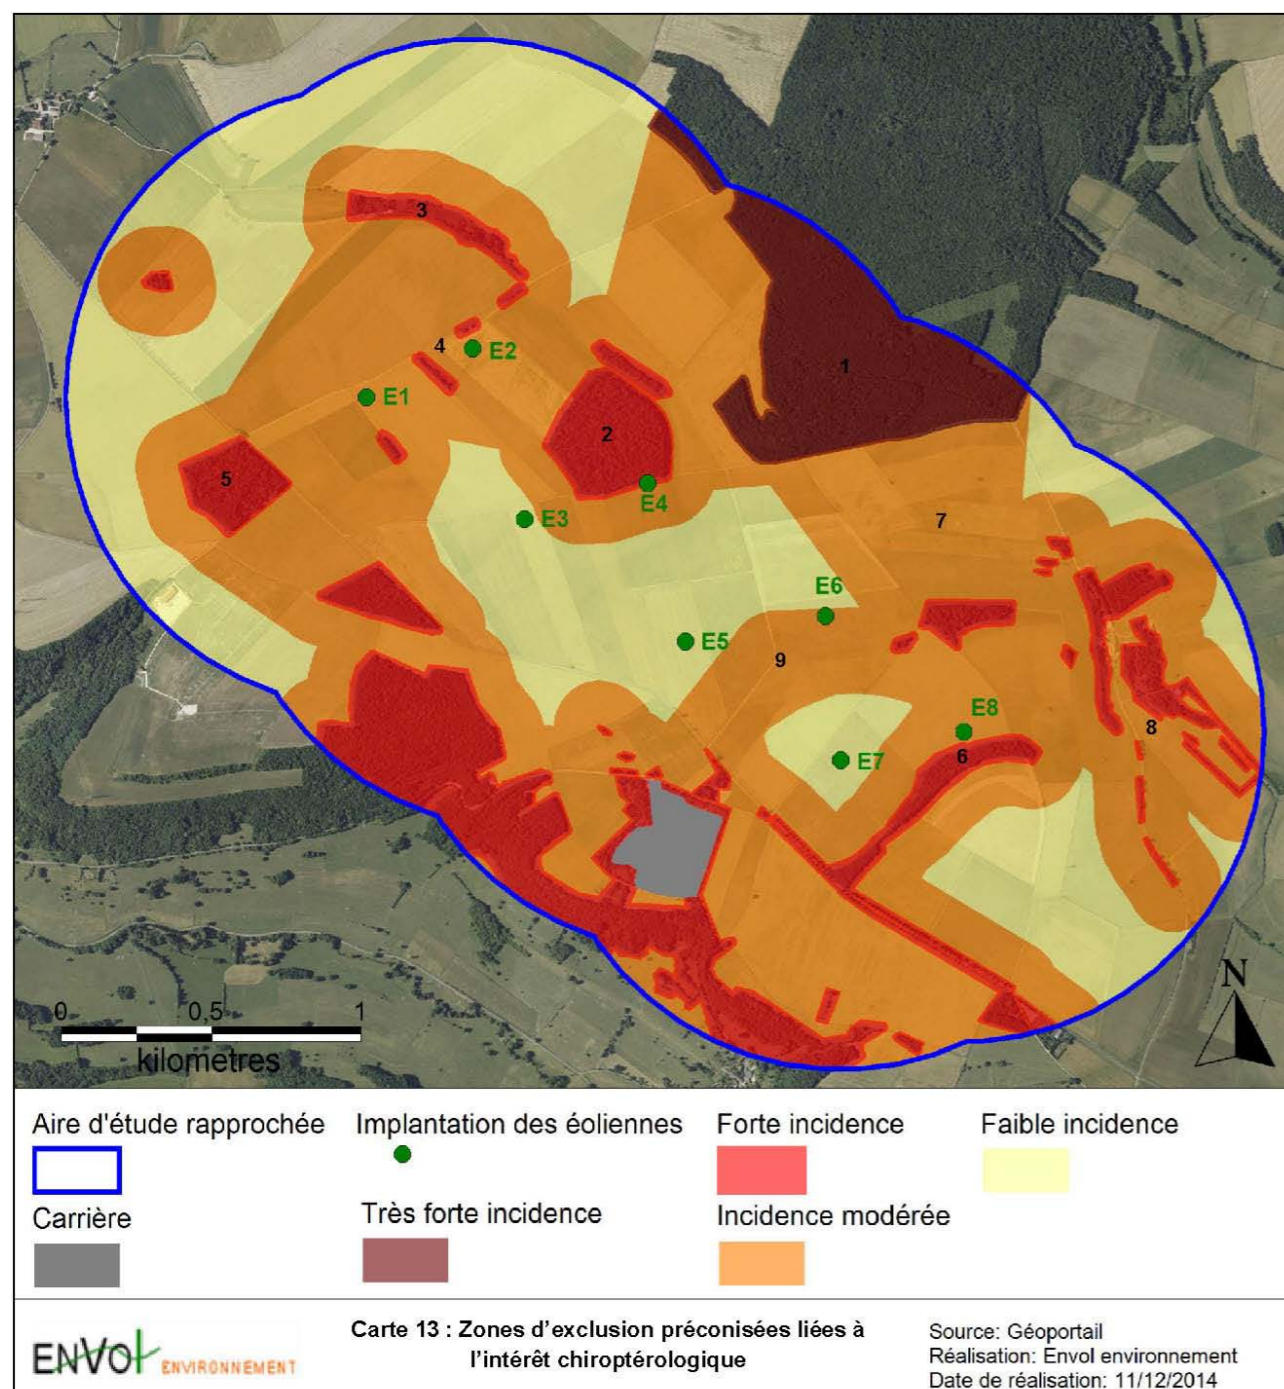 3
4
E2
1
E1
2
5
E4
E3
7
E6
E5
9
E8
8
6
E7
N
0 0,5 1
kilomètres
Aire d'étude rapprochée
Implantation des éoliennes
Forte incidence
Faible incidence
Carrière
Très forte incidence
Incidence modérée
ENVOL ENVIRONNEMENT
Carte 13 : Zones d'exclusion préconisées liées à
l'intérêt chiroptérologique
Source: Géoportail
Réalisation: Envol environnement
Date de réalisation: 11/12/2014